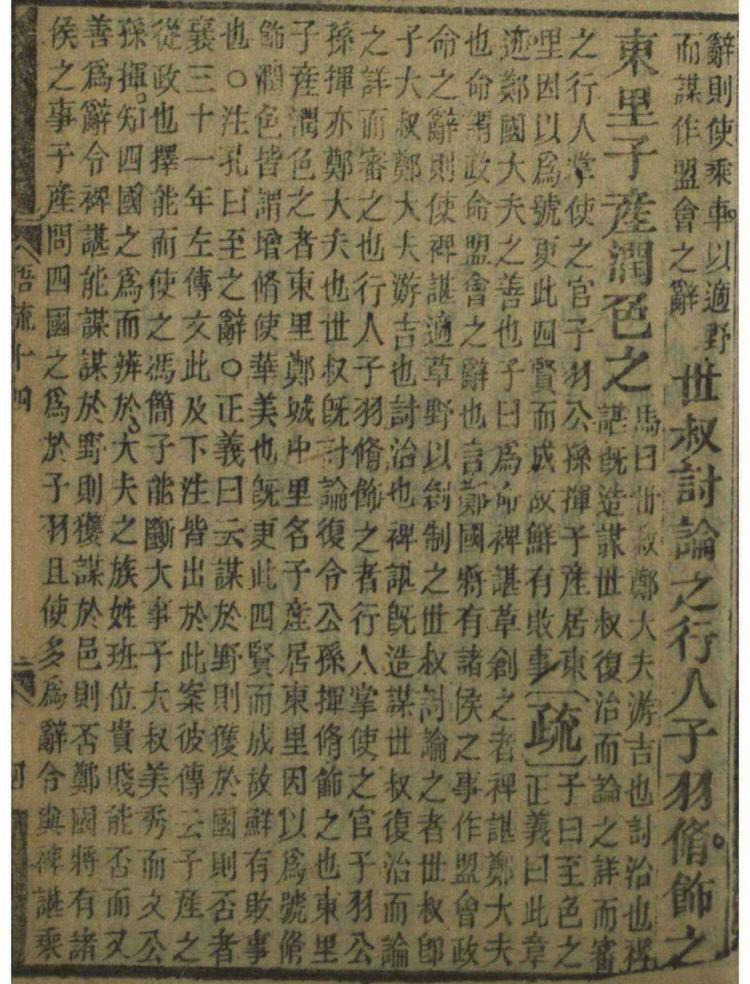 辭則使乘車以適野
而謀作盟會之辭
世叔討論之行人子羽脩飾之
東里子產潤色之
馬曰世叔鄭大夫游吉也討治也裨
諶既造謀世叔復治而論之詳而審
之行人掌使之官子羽公孫揮子產居東
里因以爲號更此四賢而成故鮮有敗事
疏
子曰至色之
正義曰此章
述鄭國大夫之善也子曰爲命裨諶草創之者裨諶鄭大夫
也命謂政命盟會之辭也言鄭國將有諸侯之事作盟會政
命之辭則使裨諶適草野以創制之世叔討論之者世叔即
子大叔鄭大夫游吉也討治也裨諶既造謀世叔復治而論
之詳而審之也行人子羽脩飾之者行人掌使之官子羽公
孫揮亦鄭大夫也世叔既討論復令公孫揮脩飾之也東里
子產潤色之者東里鄭城中里名子產居東里因以爲號脩
飾潤色皆謂增脩使華美也既更此四賢而成故鮮有敗事
也○注孔曰至之辭○正義曰云謀於野則獲於國則否者
襄三十一年左傳文此及下注皆出於此案彼傳云子產之
從政也擇能而使之馮簡子能斷大事子大叔美秀而文公
孫揮知四國之爲而辨於大夫之族姓班位貴賤能否而又
善爲辭令裨諶能謀謀於野則獲謀於邑則否鄭國將有諸
侯之事子產問四國之爲於子羽且使多爲辭令與裨諶乘